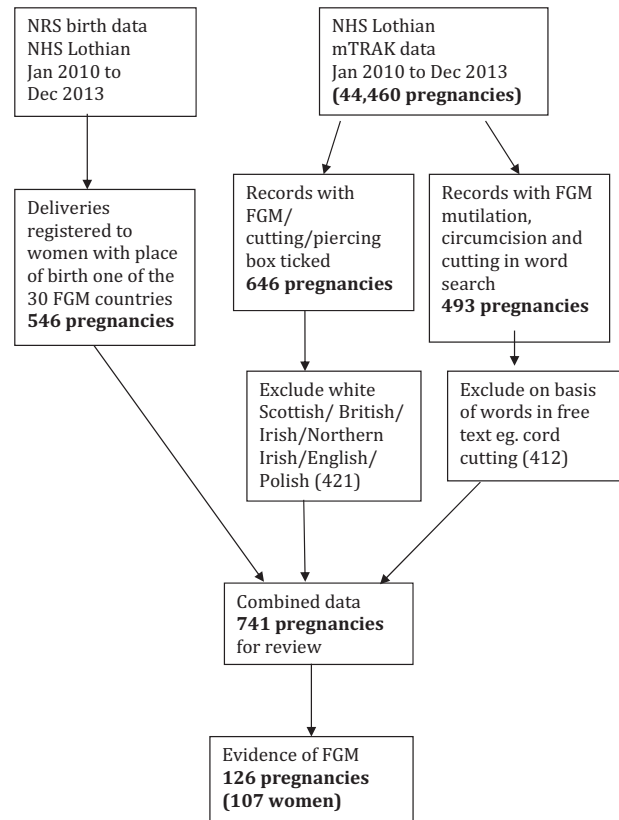 NRS birth data
NHS Lothian
Jan 2010 to
Dec 2013
NHS Lothian
mTRAK data
Jan 2010 to Dec 2013
(44,460 pregnancies)
Deliveries
registered to
women with place
of birth one of the
30 FGM countries
546 pregnancies
Records with
FGM/
cutting/piercing
box ticked
646 pregnancies
Records with FGM
mutilation,
circumcision and
cutting in word
search
493 pregnancies
Exclude white
Scottish/ British/
Irish/Northern
Irish/English/
Polish (421)
Exclude on basis
of words in free
text eg. cord
cutting (412)
Combined data
741 pregnancies
for review
Evidence of FGM
126 pregnancies
(107 women)